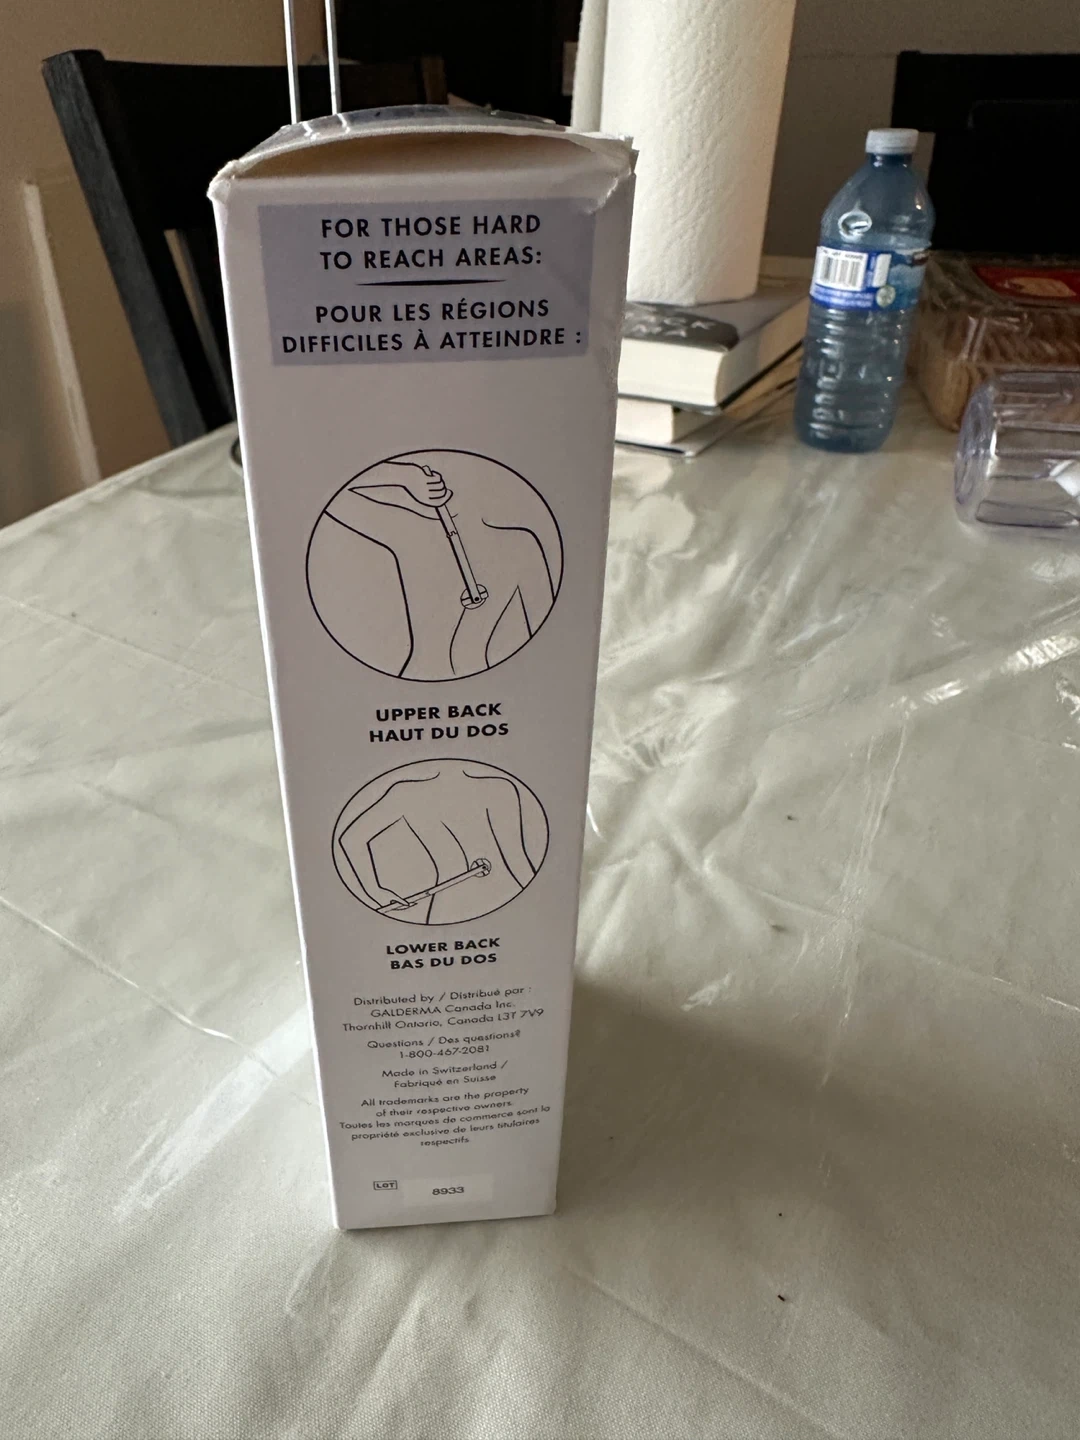 FOR THOSE HARD
TO REACH AREAS:
POUR LES RÉGIONS
DIFFICILES À ATTEINDRE :
UPPER BACK
HAUT DU DOS
LOWER BACK
BAS DU DOS
Distributed by / Distribué par :
GALDERMA Canada Inc.
Thornhill Ontario, Canada L3T 7V9
Questions / Des questions?
1-800-467-2081
Made in Switzerland /
Fabriqué en Suisse
All trademarks are the property
of their respective owners.
Toutes les marques de commerce sont la
propriété exclusive de leurs titulaires
respectifs
LOT
8933